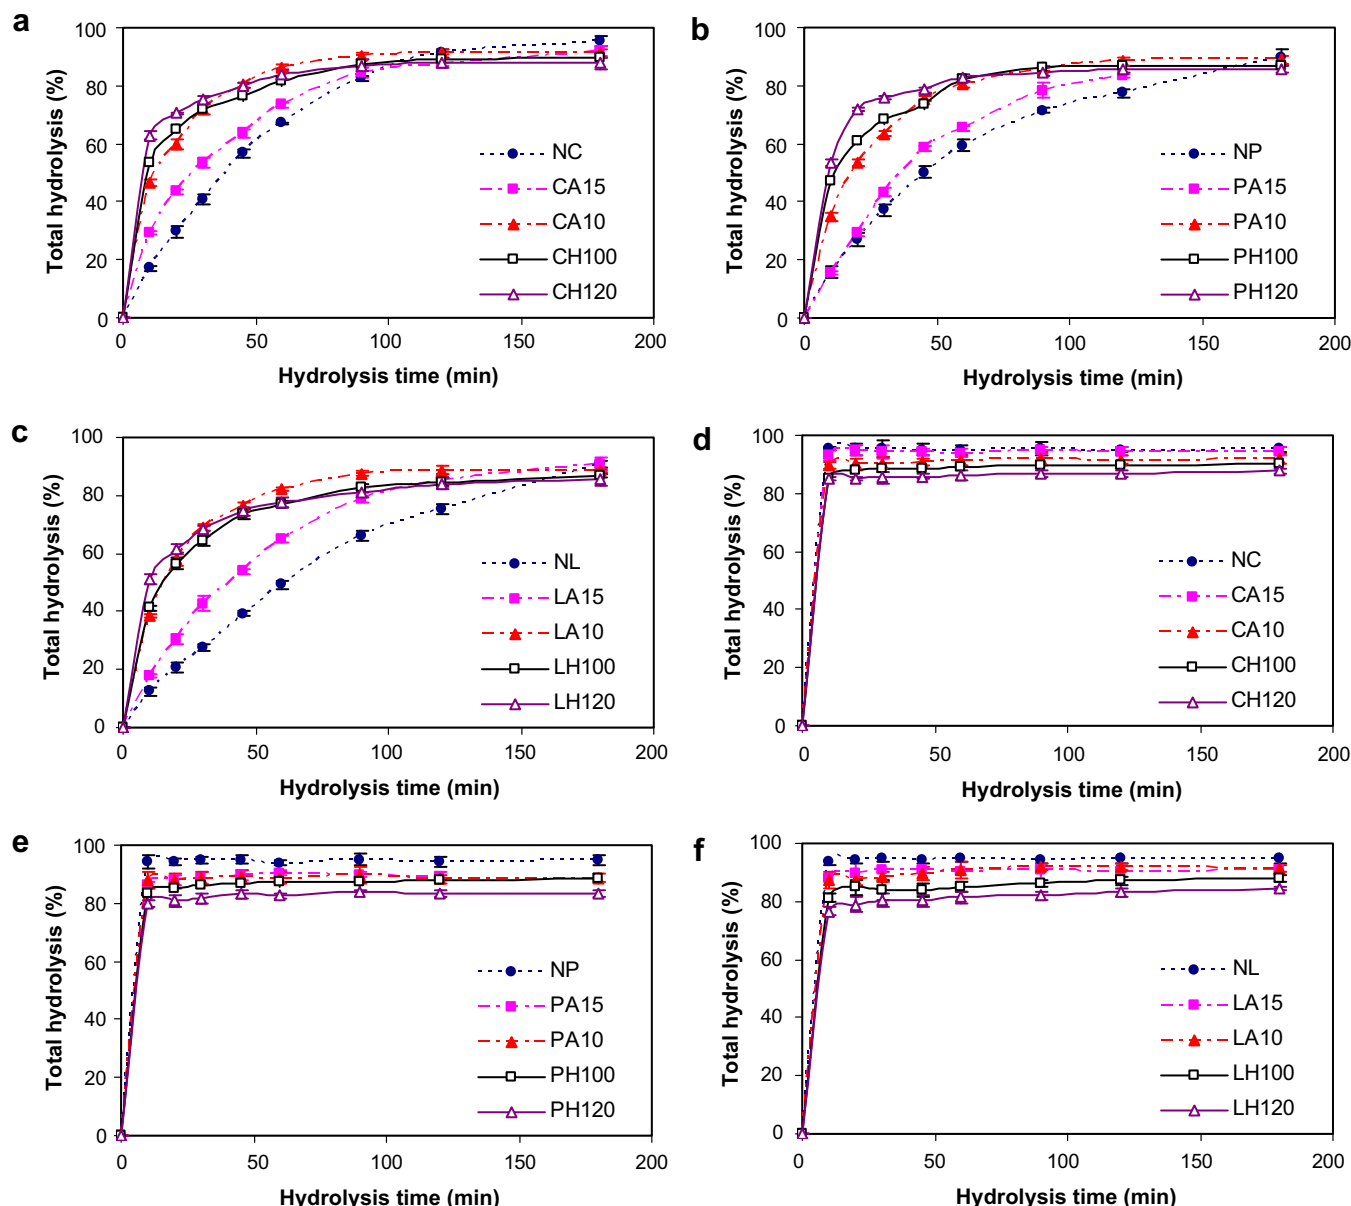 a
Total hydrolysis (%)
100
80
60
40
20
0
NC
CA15
CA10
CH100
CH120
0 50 100 150 200
Hydrolysis time (min)
b
Total hydrolysis (%)
100
80
60
40
20
0
NP
PA15
PA10
PH100
PH120
0 50 100 150 200
Hydrolysis time (min)
c
Total hydrolysis (%)
100
80
60
40
20
0
NL
LA15
LA10
LH100
LH120
0 50 100 150 200
Hydrolysis time (min)
d
Total hydrolysis (%)
100
80
60
40
20
0
NC
CA15
CA10
CH100
CH120
0 50 100 150 200
Hydrolysis time (min)
e
Total hydrolysis (%)
100
80
60
40
20
0
NP
PA15
PA10
PH100
PH120
0 50 100 150 200
Hydrolysis time (min)
f
Total hydrolysis (%)
100
80
60
40
20
0
NL
LA15
LA10
LH100
LH120
0 50 100 150 200
Hydrolysis time (min)